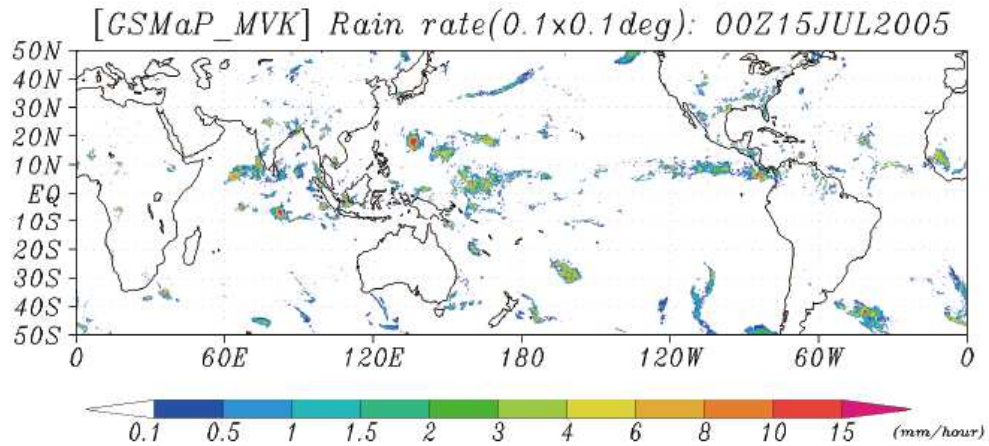 [GSMaP_MVK] Rain rate(0.1x0.1deg): 00Z15JUL2005
50N
40N
30N
20N
10N
EQ
10S
20S
30S
40S
50S
0 60E 120E 180 120W 60W 0
0.1 0.5 1 1.5 2 3 4 6 8 10 15 (mm/hour)